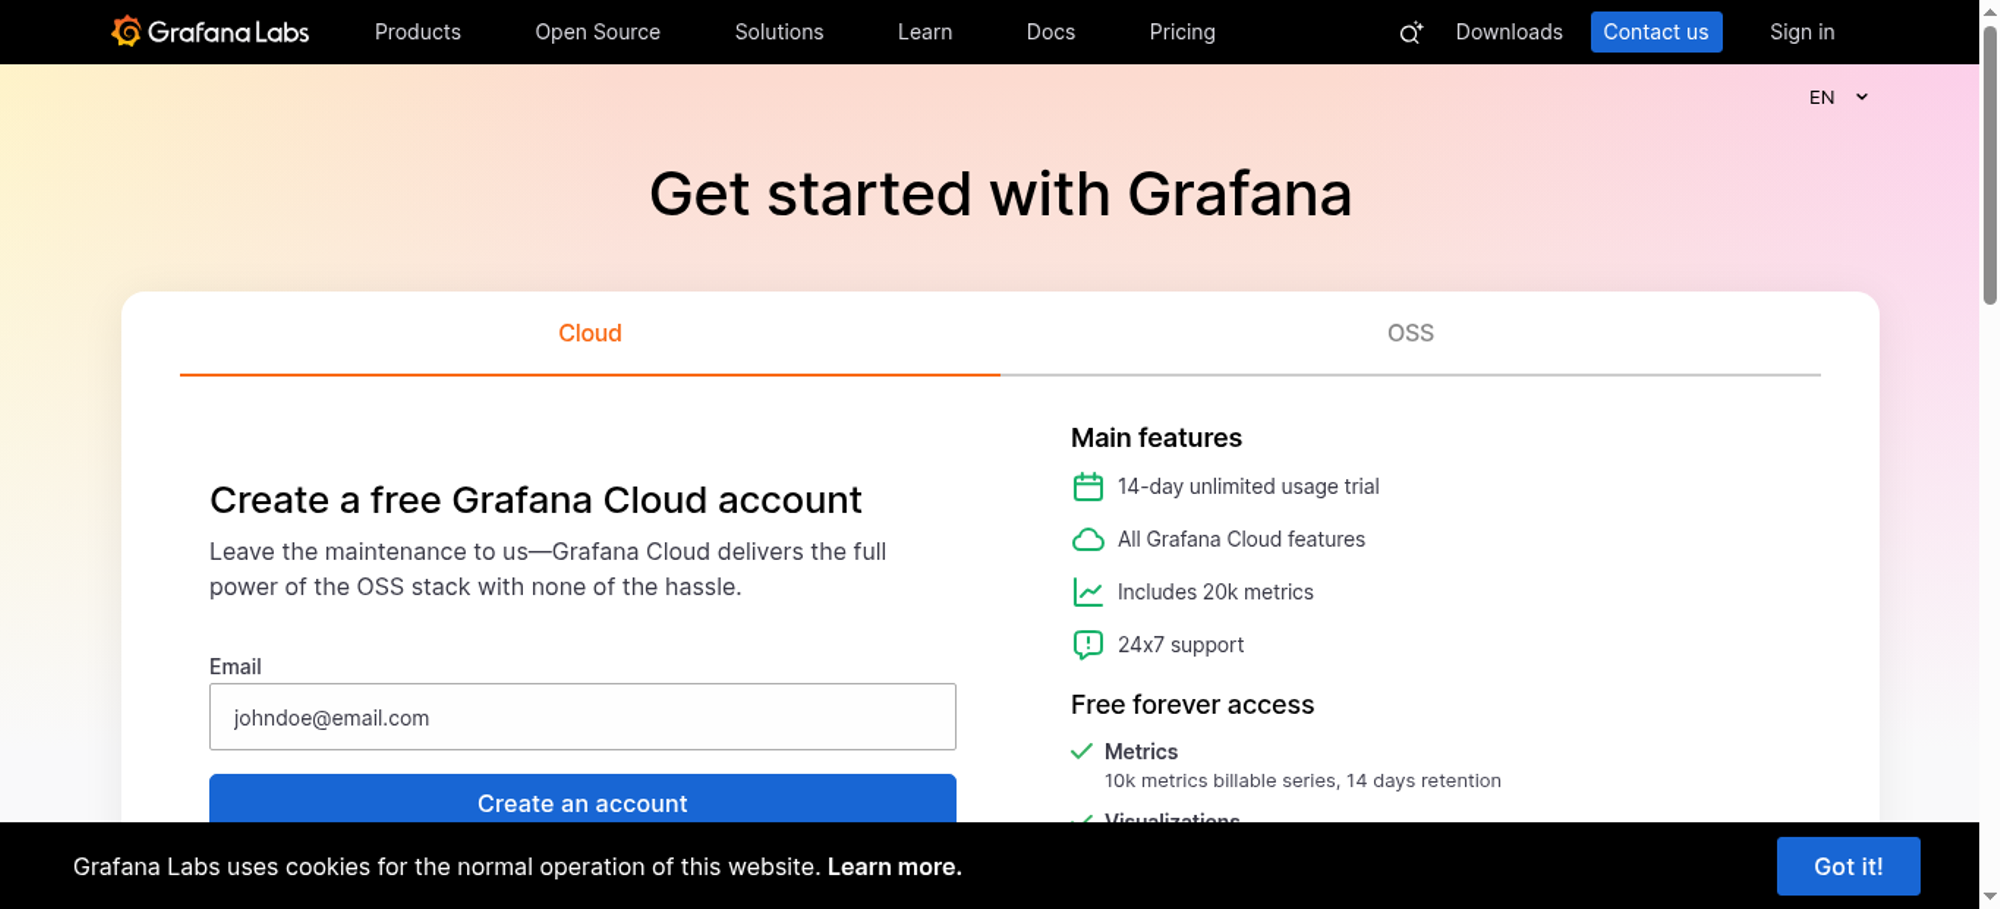 Grafana Labs
Products
Open Source
Solutions
Learn
Docs
Pricing
Downloads
Contact us
Sign in
EN
Get started with Grafana
Cloud
OSS
Create a free Grafana Cloud account
Leave the maintenance to us—Grafana Cloud delivers the full
power of the OSS stack with none of the hassle.
Email
johndoe@email.com
Create an account
Main features
14-day unlimited usage trial
All Grafana Cloud features
Includes 20k metrics
24x7 support
Free forever access
Metrics
10k metrics billable series, 14 days retention
Visualizations
Grafana Labs uses cookies for the normal operation of this website. Learn more.
Got it!